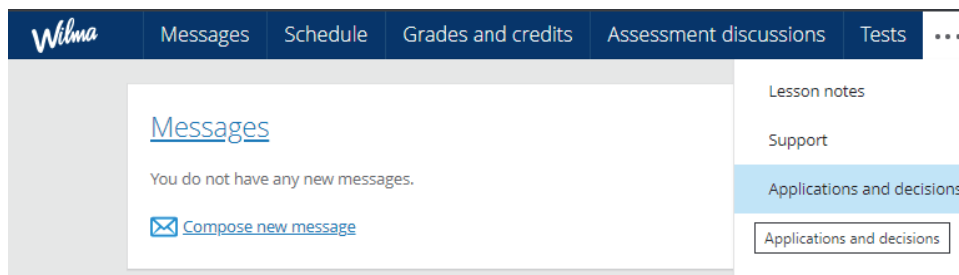 Wilma Messages Schedule Grades and credits Assessment discussions Tests ...
Lesson notes
Messages
Support
You do not have any new messages.
Applications and decisions
Compose new message
Applications and decisions